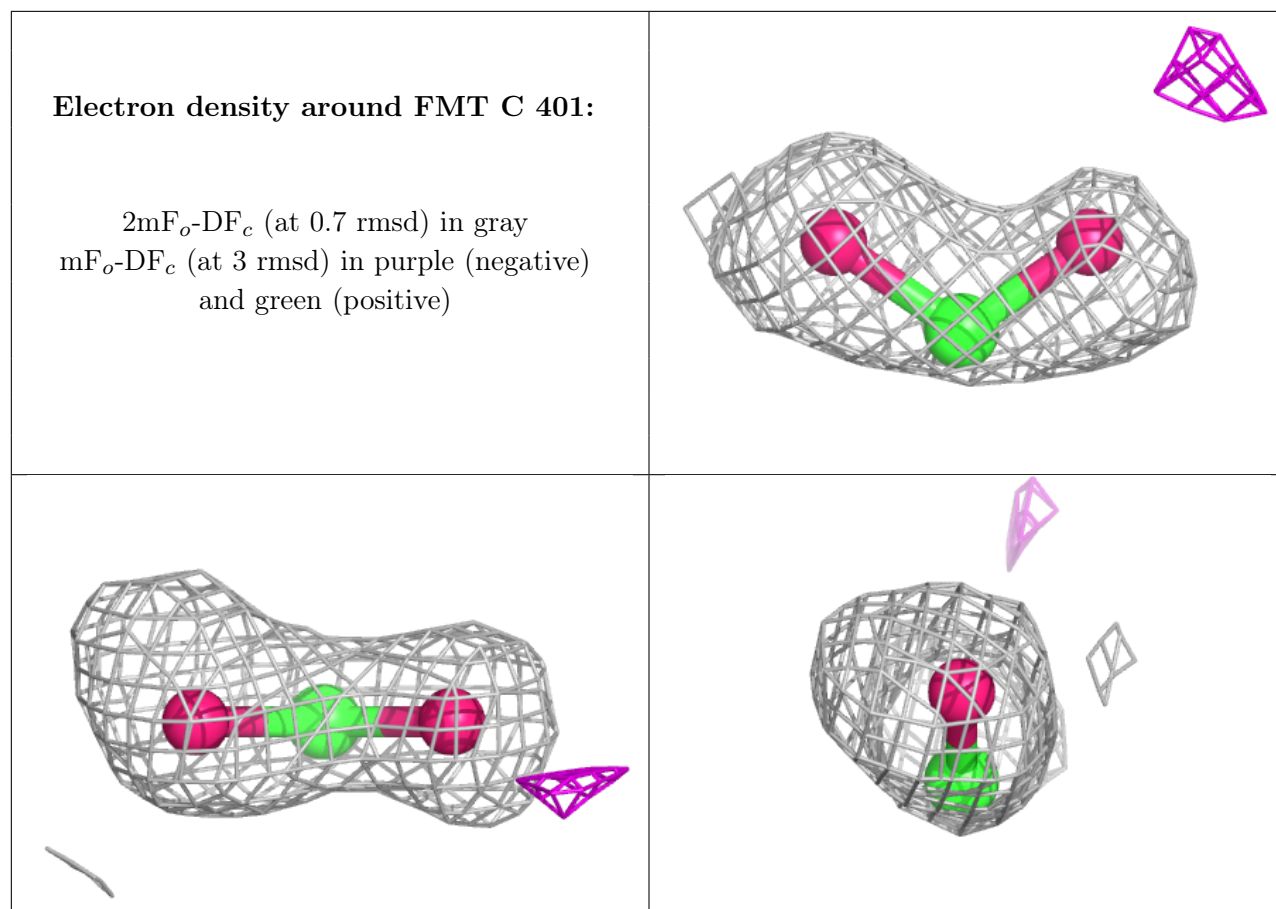 Electron density around FMT C 401:
2mFₒ-DF𝒸 (at 0.7 rmsd) in gray
mFₒ-DF𝒸 (at 3 rmsd) in purple (negative)
and green (positive)